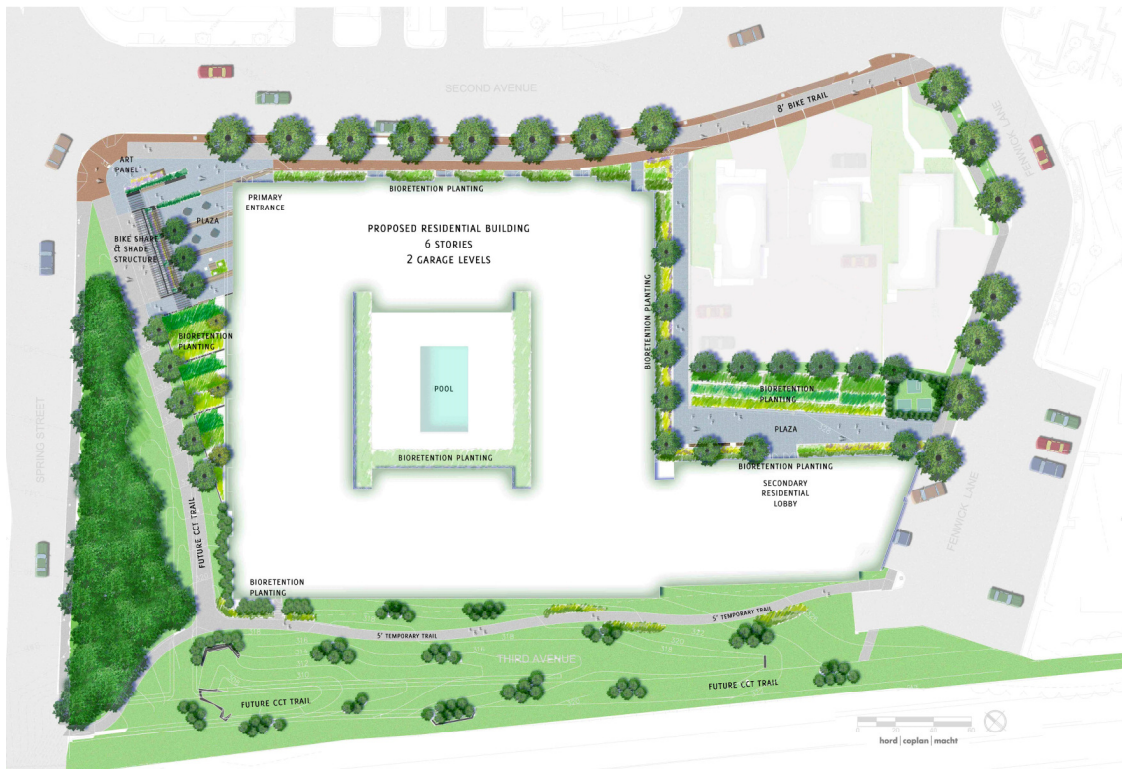 SECOND AVENUE
8' BIKE TRAIL
FENWICK LANE
ART
PANEL
PRIMARY
ENTRANCE
BIORETENTION PLANTING
PLAZA
BIKE SHARE
& SHADE
STRUCTURE
PROPOSED RESIDENTIAL BUILDING
6 STORIES
2 GARAGE LEVELS
BIORETENTION
PLANTING
BIORETENTION PLANTING
POOL
BIORETENTION
PLANTING
PLAZA
SPRING STREET
BIORETENTION PLANTING
BIORETENTION PLANTING
SECONDARY
RESIDENTIAL
LOBBY
FUTURE CCT TRAIL
FENWICK LANE
BIORETENTION
PLANTING
5' TEMPORARY TRAIL
5' TEMPORARY TRAIL
THIRD AVENUE
FUTURE CCT TRAIL
FUTURE CCT TRAIL
hord | coplan | macht